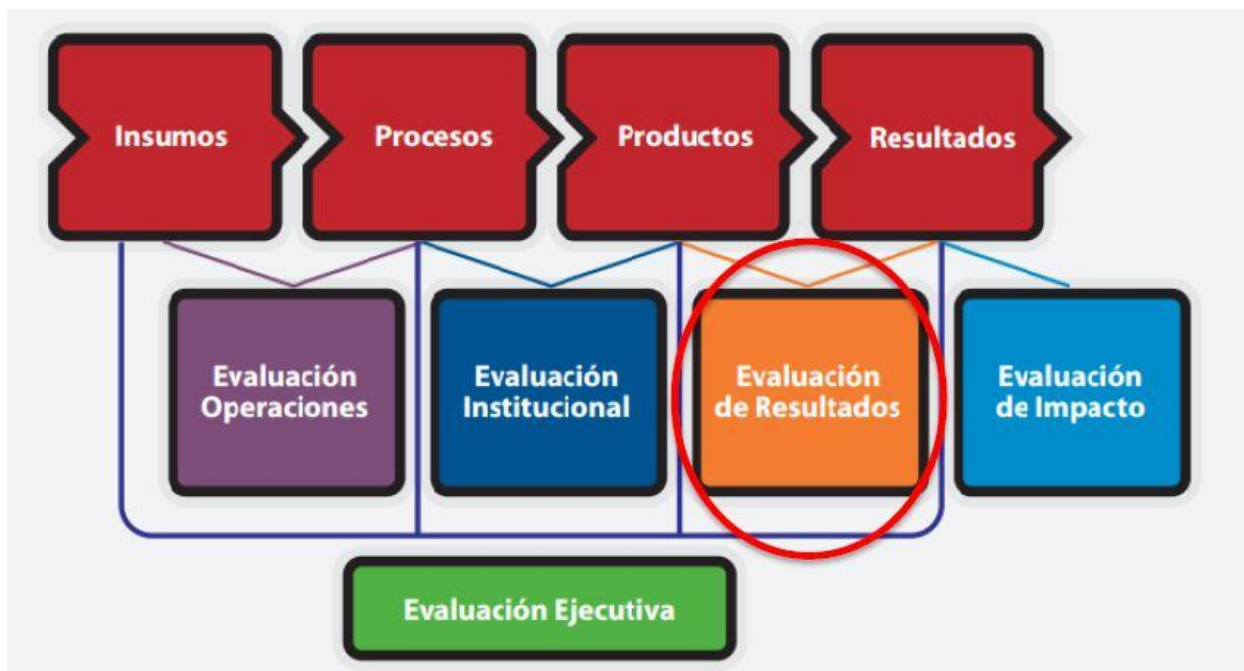 Insumos
Procesos
Productos
Resultados
Evaluación
Operaciones
Evaluación
Institucional
Evaluación
de Resultados
Evaluación
de Impacto
Evaluación Ejecutiva